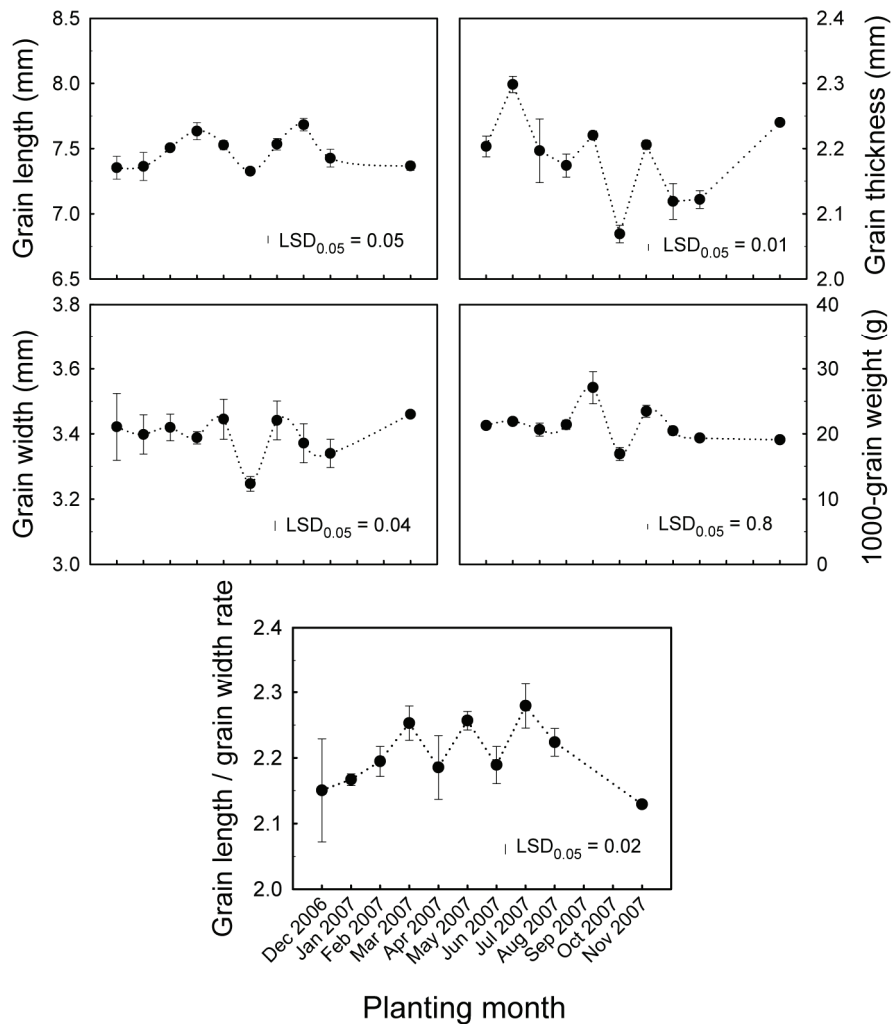 Grain length (mm)
8.5
8.0
7.5
7.0
6.5
LSD0.05 = 0.05
2.4
2.3
2.2
2.1
2.0
Grain thickness (mm)
LSD0.05 = 0.01
Grain width (mm)
3.8
3.6
3.4
3.2
3.0
LSD0.05 = 0.04
40
30
20
10
0
1000-grain weight (g)
LSD0.05 = 0.8
Grain length / grain width rate
2.4
2.3
2.2
2.1
2.0
LSD0.05 = 0.02
Dec 2006
Jan 2007
Feb 2007
Mar 2007
Apr 2007
May 2007
Jun 2007
Jul 2007
Aug 2007
Sep 2007
Oct 2007
Nov 2007
Planting month